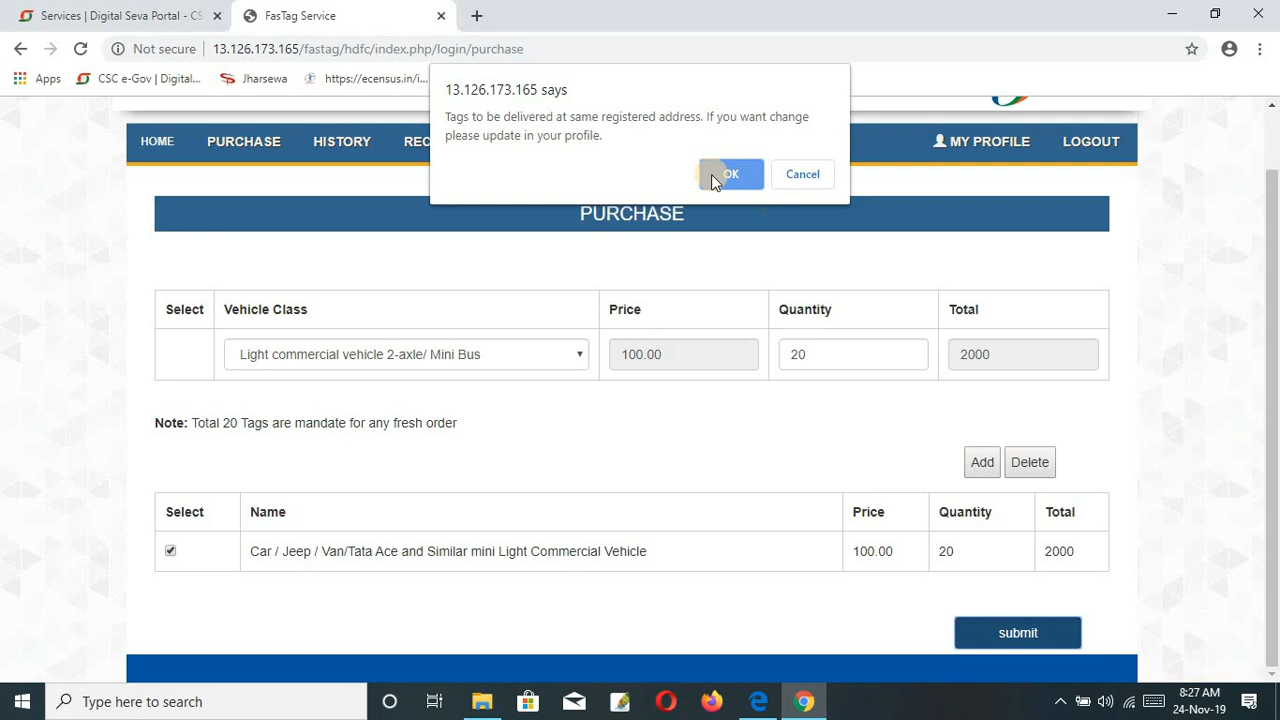 Services | Digital Seva Portal - CS
FasTag Service
Not secure
13.126.173.165/fastag/hdfc/index.php/login/purchase
Apps
CSC e-Gov | Digital...
Jharsewa
https://ecensus.in/i...
13.126.173.165 says
Tags to be delivered at same registered address. If you want change
please update in your profile.
OK
Cancel
HOME
PURCHASE
HISTORY
REC
MY PROFILE
LOGOUT
PURCHASE
Select
Vehicle Class
Price
Quantity
Total
Light commercial vehicle 2-axle/ Mini Bus
100.00
20
2000
Note: Total 20 Tags are mandate for any fresh order
Add
Delete
Select
Name
Price
Quantity
Total
Car / Jeep / Van/Tata Ace and Similar mini Light Commercial Vehicle
100.00
20
2000
submit
Type here to search
8:27 AM
24-Nov-19